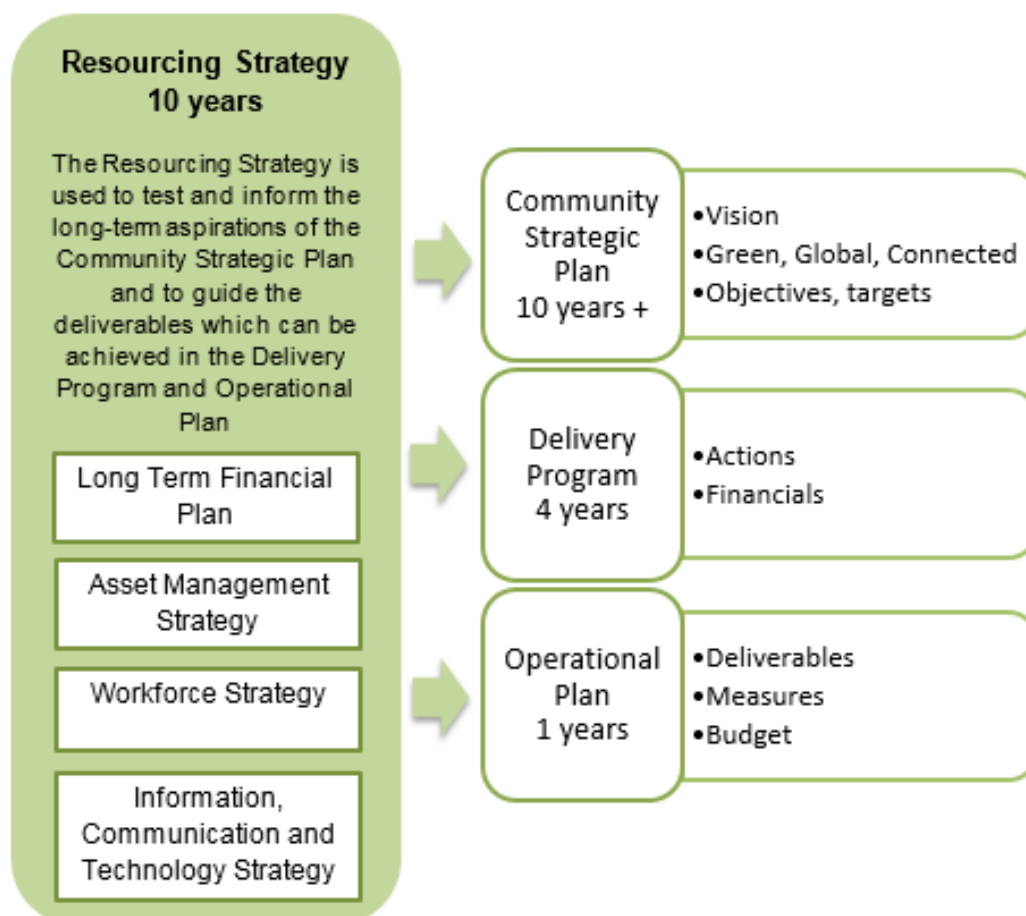 Resourcing Strategy
10 years
The Resourcing Strategy is
used to test and inform the
long-term aspirations of the
Community Strategic Plan
and to guide the
deliverables which can be
achieved in the Delivery
Program and Operational
Plan
Long Term Financial
Plan
Asset Management
Strategy
Workforce Strategy
Information,
Communication and
Technology Strategy
Community
Strategic
Plan
10 years +
•Vision
•Green, Global, Connected
•Objectives, targets
Delivery
Program
4 years
•Actions
•Financials
Operational
Plan
1 years
•Deliverables
•Measures
•Budget